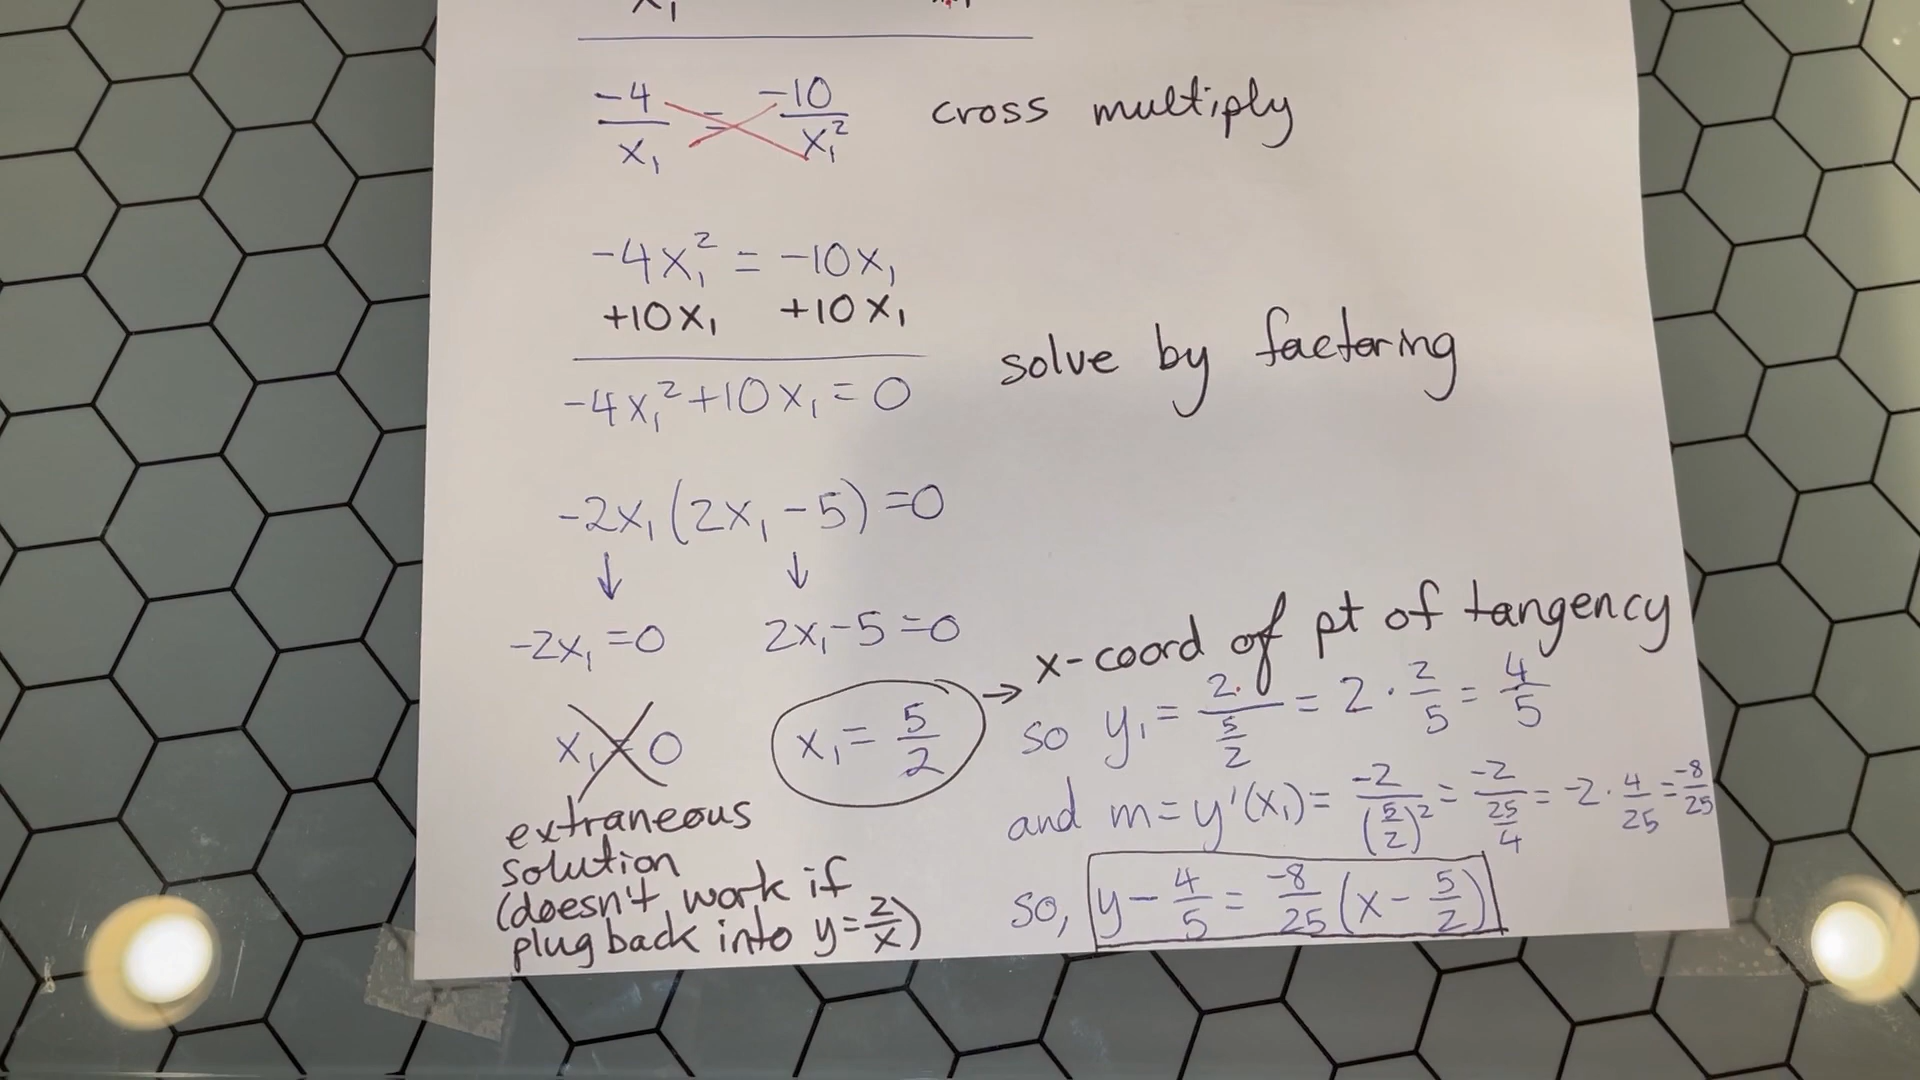 x₁
-4/x₁ = -10/x₁² cross multiply
-4x₁² = -10x₁
+10x₁ +10x₁
solve by factoring
-4x₁²+10x₁ = 0
-2x₁(2x₁-5)=0
↓ ↓
-2x₁=0 2x₁-5=0
x₁=0
x₁= 5/2 → x-coord of pt of tangency
so y₁= 2/(5/2) = 2 · 2/5 = 4/5
extraneous
solution
(doesn't work if
plug back into y=2/x)
and m=y'(x₁)= -2/(5/2)² = -2/(25/4) = -2 · 4/25 = -8/25
so, y - 4/5 = -8/25 (x - 5/2)